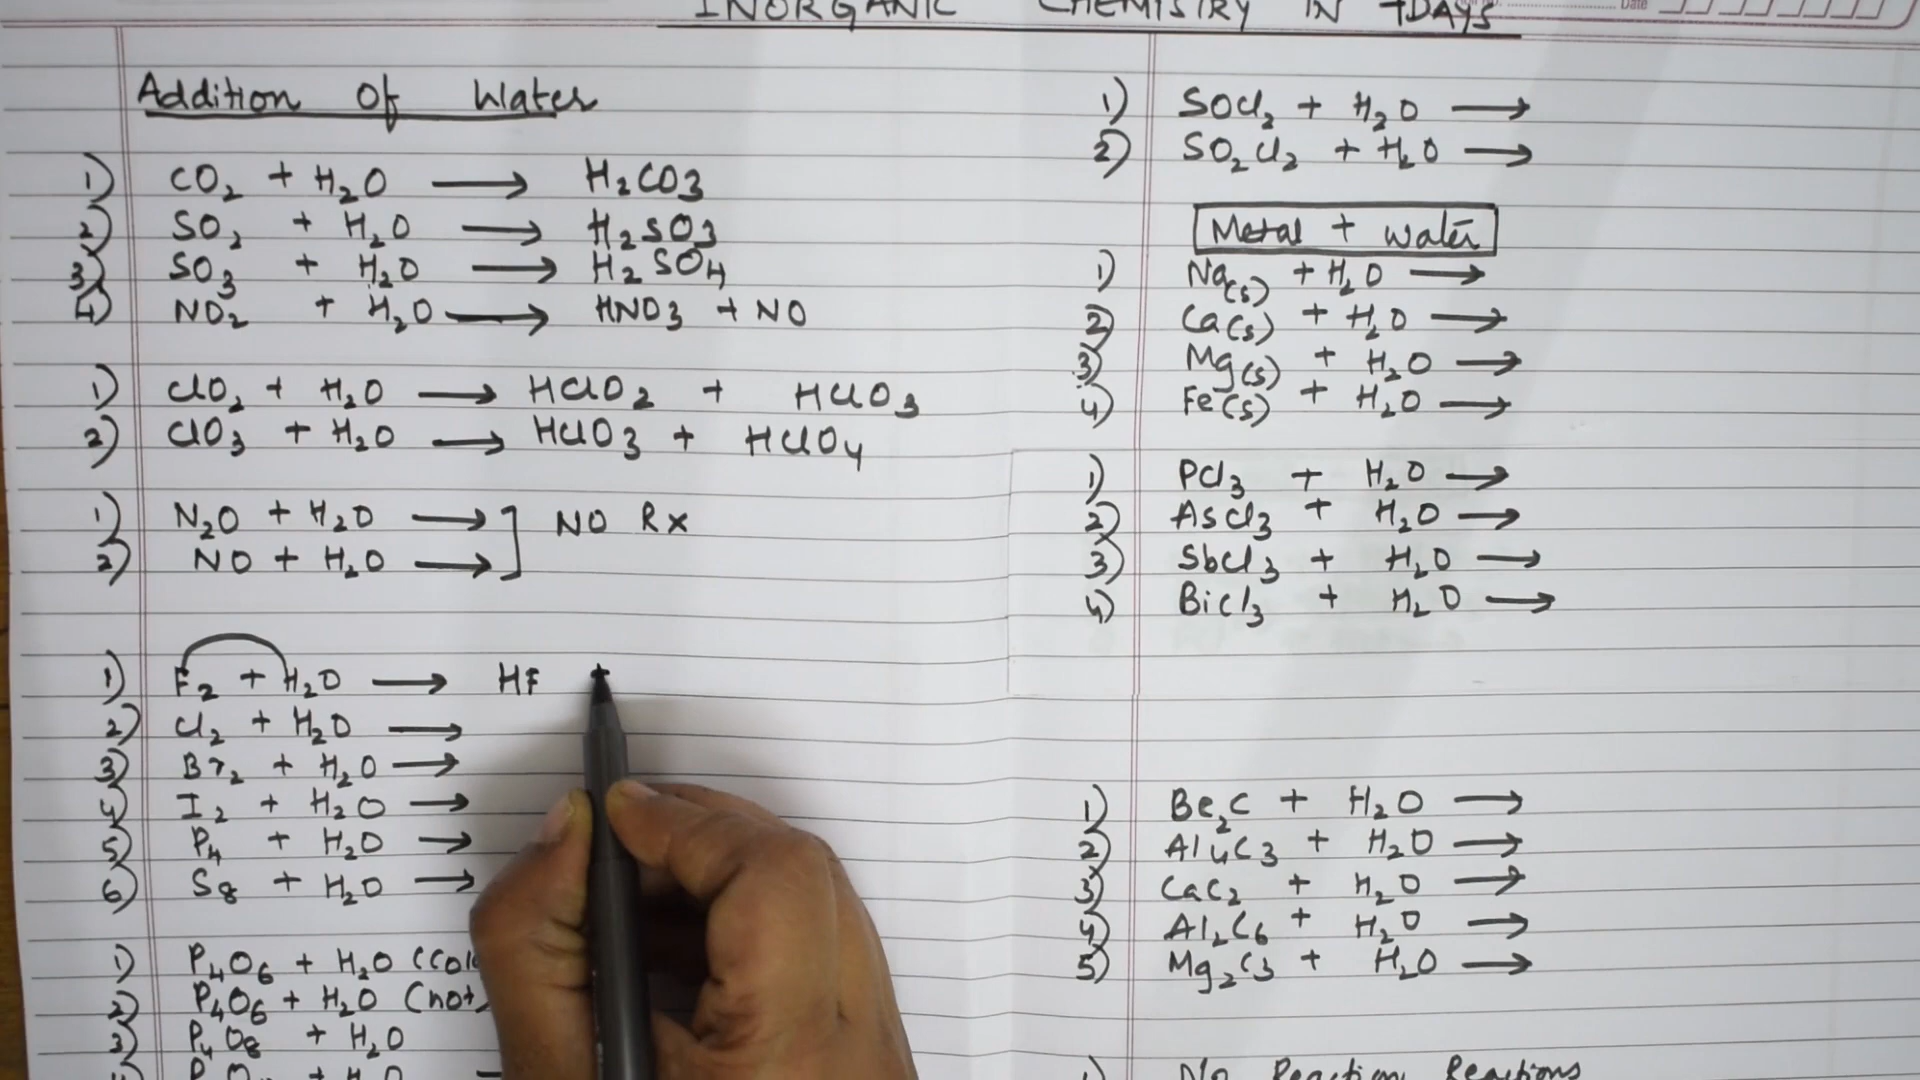 INORGANIC CHEMISTRY IN 7DAYS
Date
Addition Of Water
1) CO2 + H2O ⟶ H2CO3
2) SO2 + H2O ⟶ H2SO3
3) SO3 + H2O ⟶ H2SO4
4) NO2 + H2O ⟶ HNO3 + NO
1) ClO2 + H2O ⟶ HClO2 + HClO3
2) ClO3 + H2O ⟶ HClO3 + HClO4
1) N2O + H2O ⟶ ] NO Rx
2) NO + H2O ⟶
1) F2 + H2O ⟶ HF +
2) Cl2 + H2O ⟶
3) Br2 + H2O ⟶
4) I2 + H2O ⟶
5) P4 + H2O ⟶
6) S8 + H2O ⟶
1) P4O6 + H2O (Col
2) P4O6 + H2O (hot)
3) P4O8 + H2O
1) SOCl2 + H2O ⟶
2) SO2Cl2 + H2O ⟶
Metal + Water
1) Na(s) + H2O ⟶
2) Ca(s) + H2O ⟶
3) Mg(s) + H2O ⟶
4) Fe(s) + H2O ⟶
1) PCl3 + H2O ⟶
2) AsCl3 + H2O ⟶
3) SbCl3 + H2O ⟶
4) BiCl3 + H2O ⟶
1) Be2C + H2O ⟶
2) Al4C3 + H2O ⟶
3) CaC2 + H2O ⟶
4) Al2C6 + H2O ⟶
5) Mg2C3 + H2O ⟶
1) No Reaction Reactions